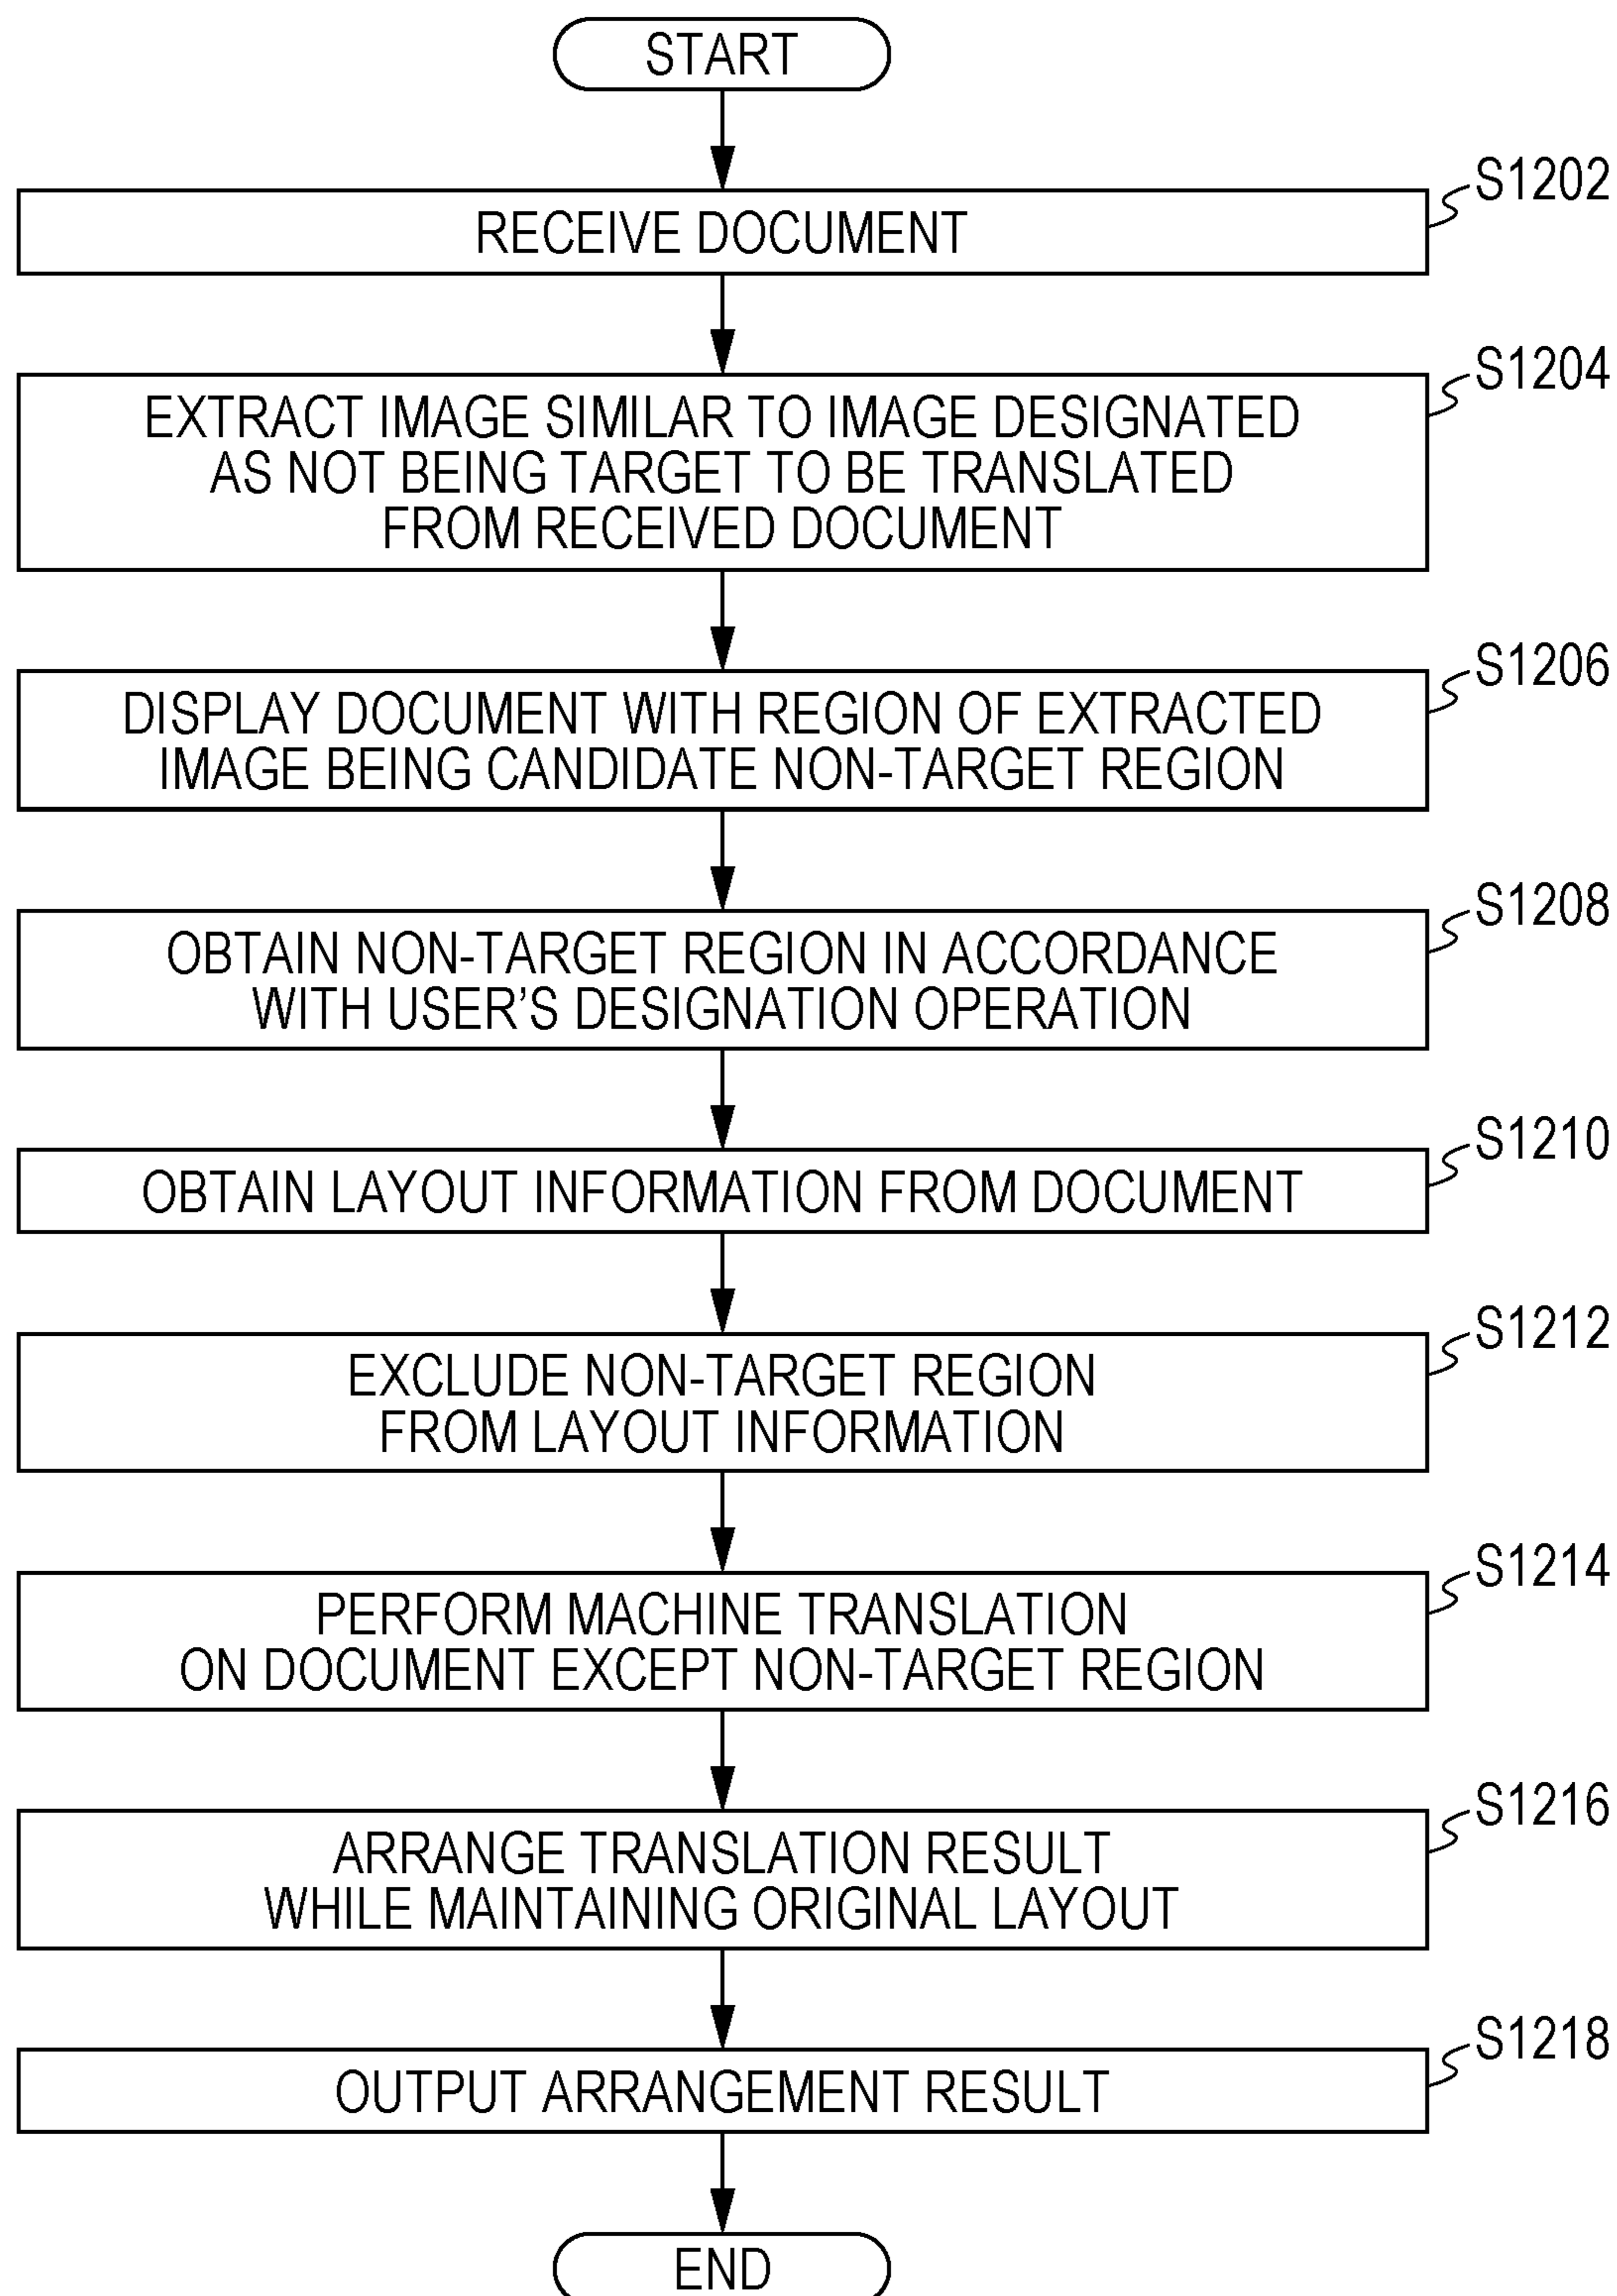 START
S1202
RECEIVE DOCUMENT
S1204
EXTRACT IMAGE SIMILAR TO IMAGE DESIGNATED
AS NOT BEING TARGET TO BE TRANSLATED
FROM RECEIVED DOCUMENT
S1206
DISPLAY DOCUMENT WITH REGION OF EXTRACTED
IMAGE BEING CANDIDATE NON-TARGET REGION
S1208
OBTAIN NON-TARGET REGION IN ACCORDANCE
WITH USER’S DESIGNATION OPERATION
S1210
OBTAIN LAYOUT INFORMATION FROM DOCUMENT
S1212
EXCLUDE NON-TARGET REGION
FROM LAYOUT INFORMATION
S1214
PERFORM MACHINE TRANSLATION
ON DOCUMENT EXCEPT NON-TARGET REGION
S1216
ARRANGE TRANSLATION RESULT
WHILE MAINTAINING ORIGINAL LAYOUT
S1218
OUTPUT ARRANGEMENT RESULT
END